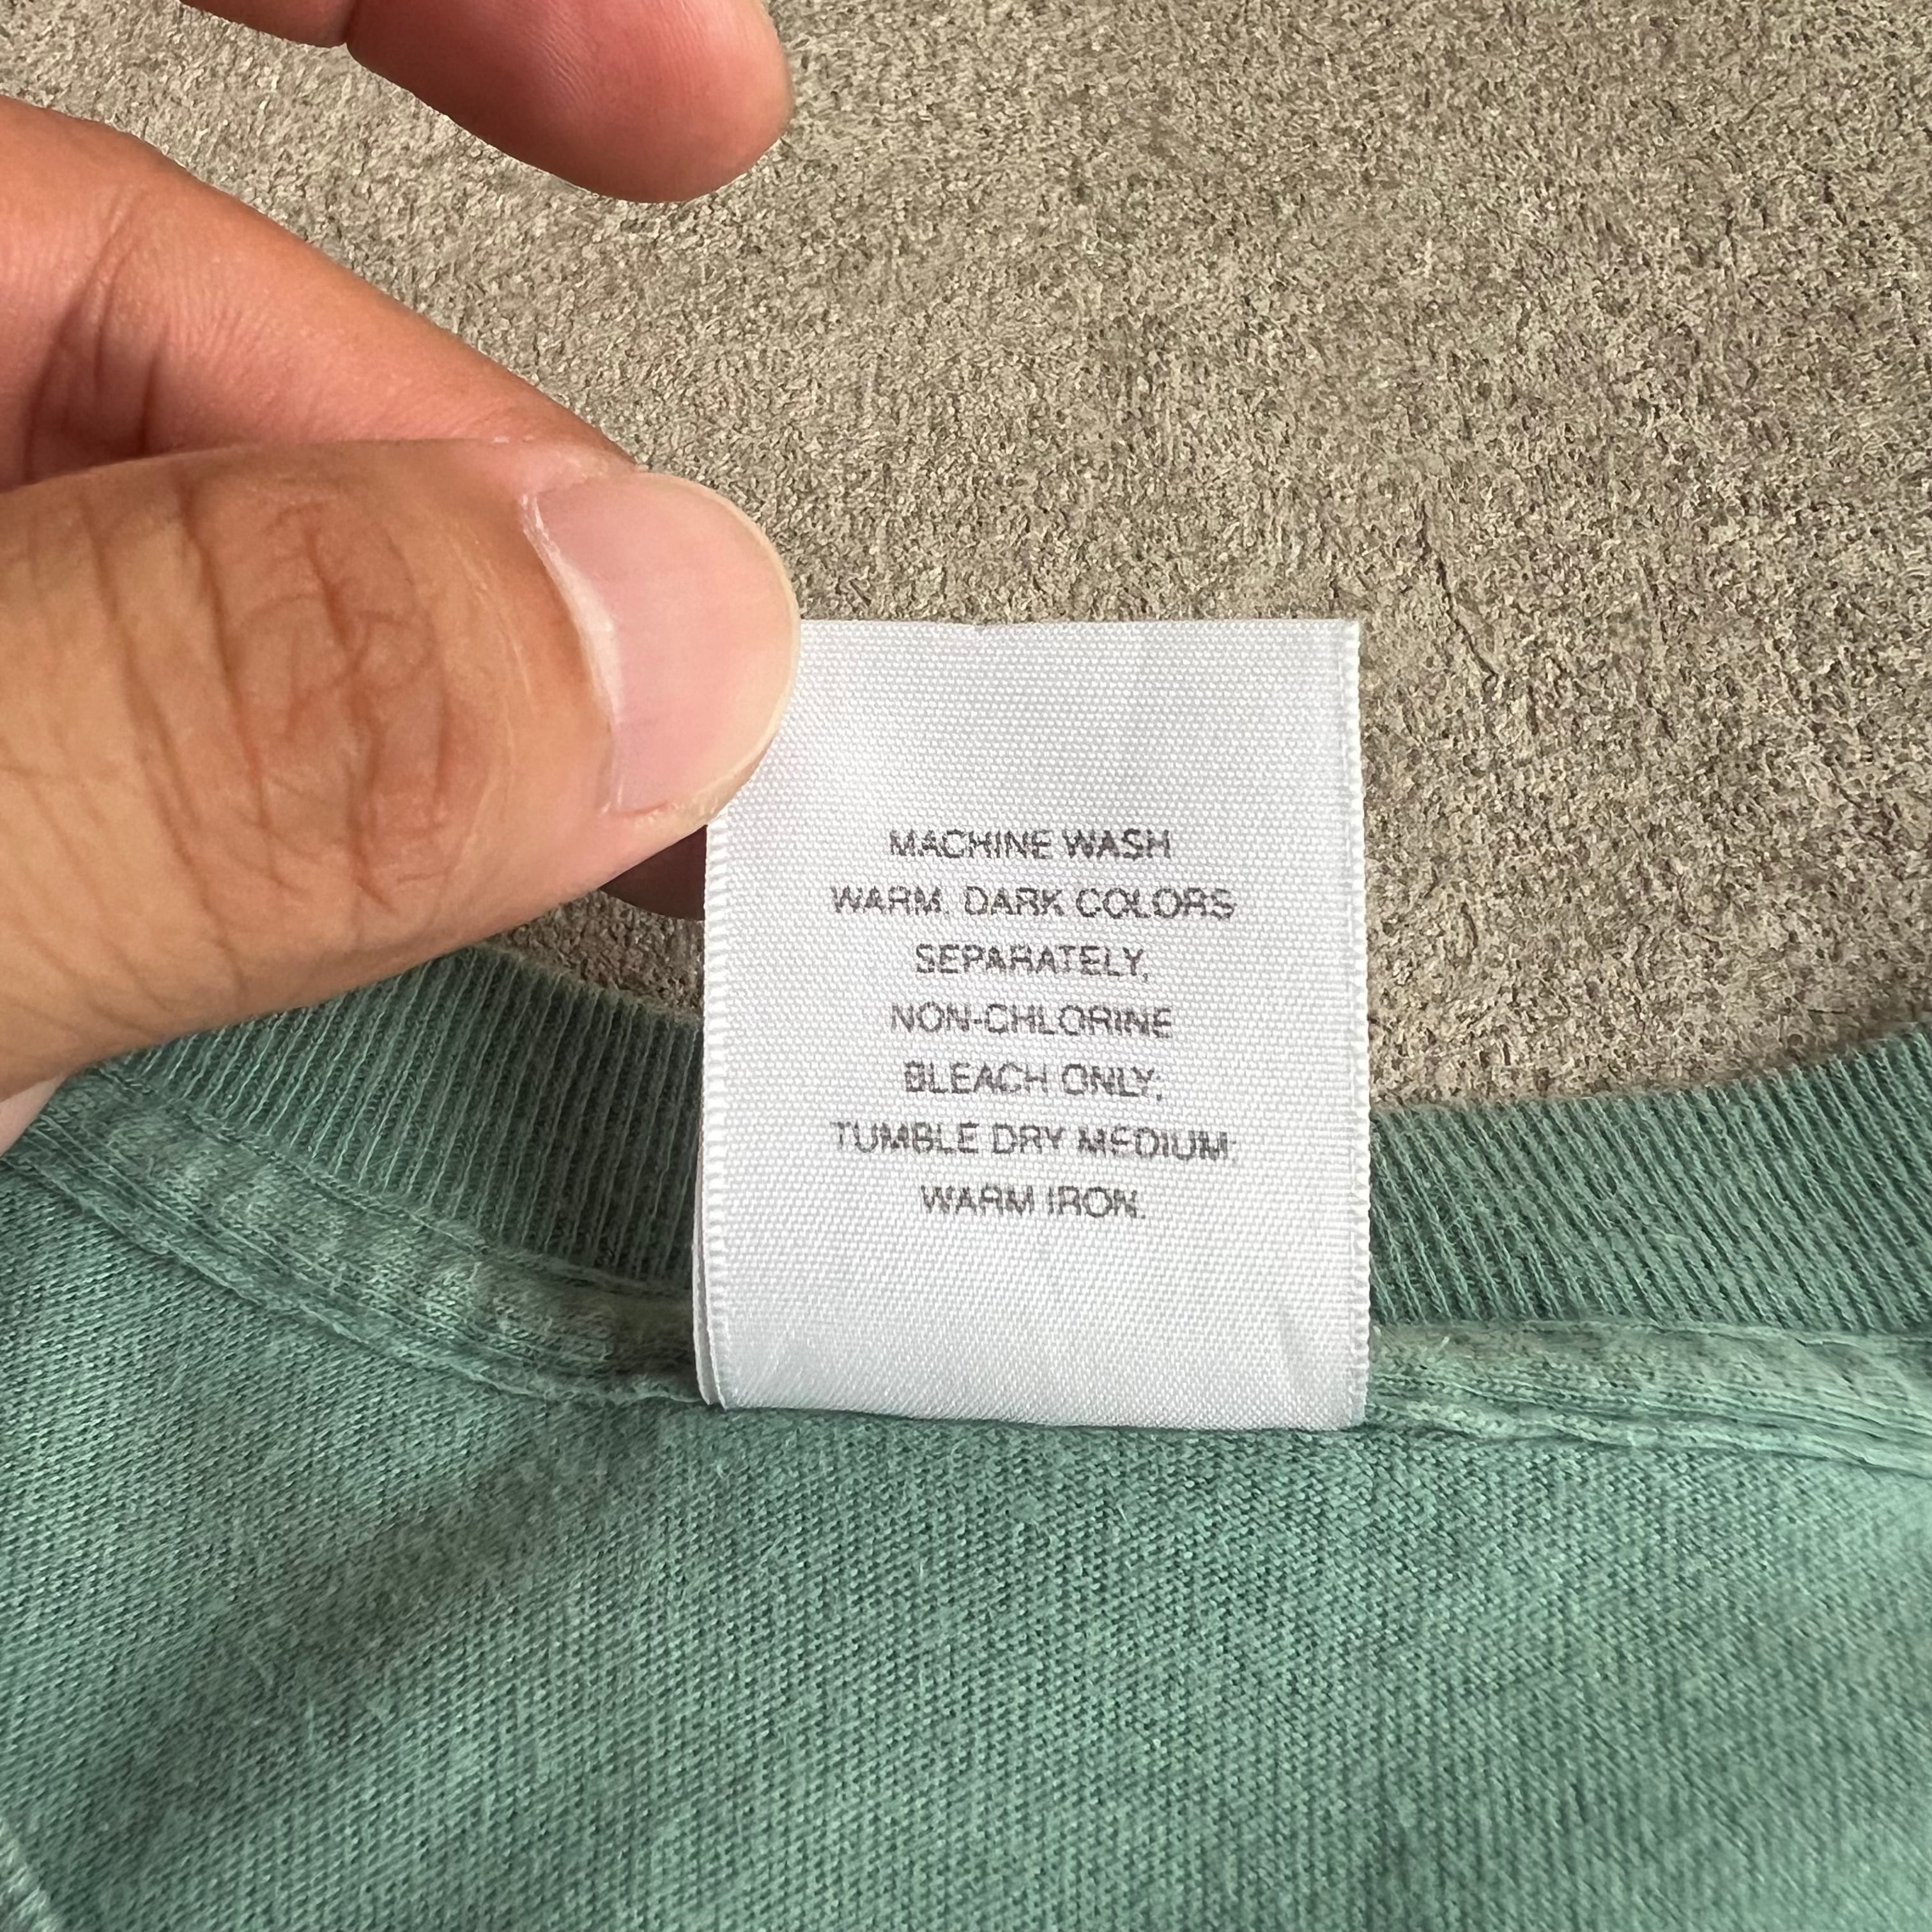 MACHINE WASH
WARM, DARK COLORS
SEPARATELY,
NON-CHLORINE
BLEACH ONLY;
TUMBLE DRY MEDIUM;
WARM IRON.